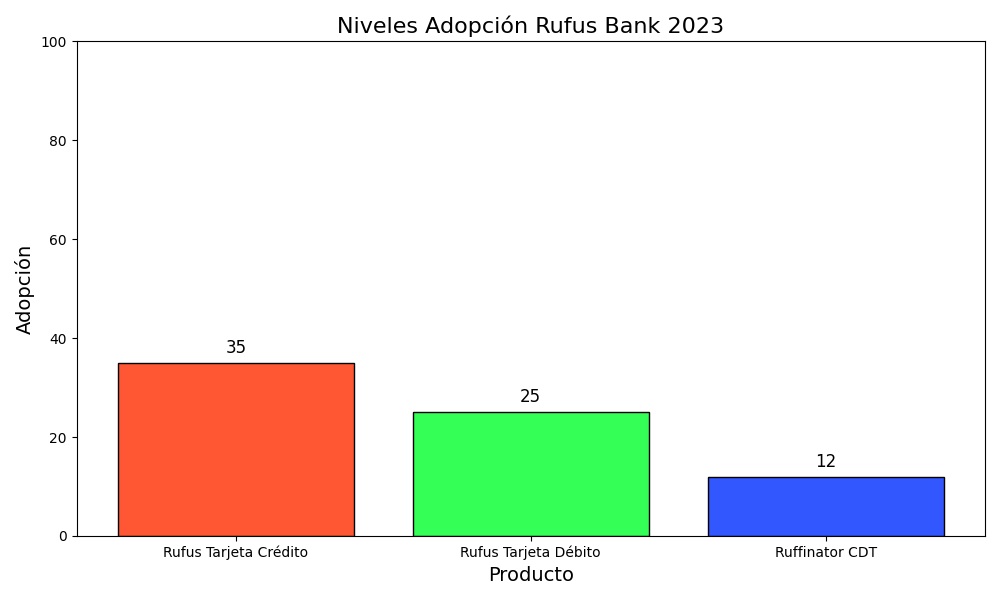 Niveles Adopción Rufus Bank 2023
100
80
60
40
20
0
Adopción
35
25
12
Rufus Tarjeta Crédito
Rufus Tarjeta Débito
Ruffinator CDT
Producto